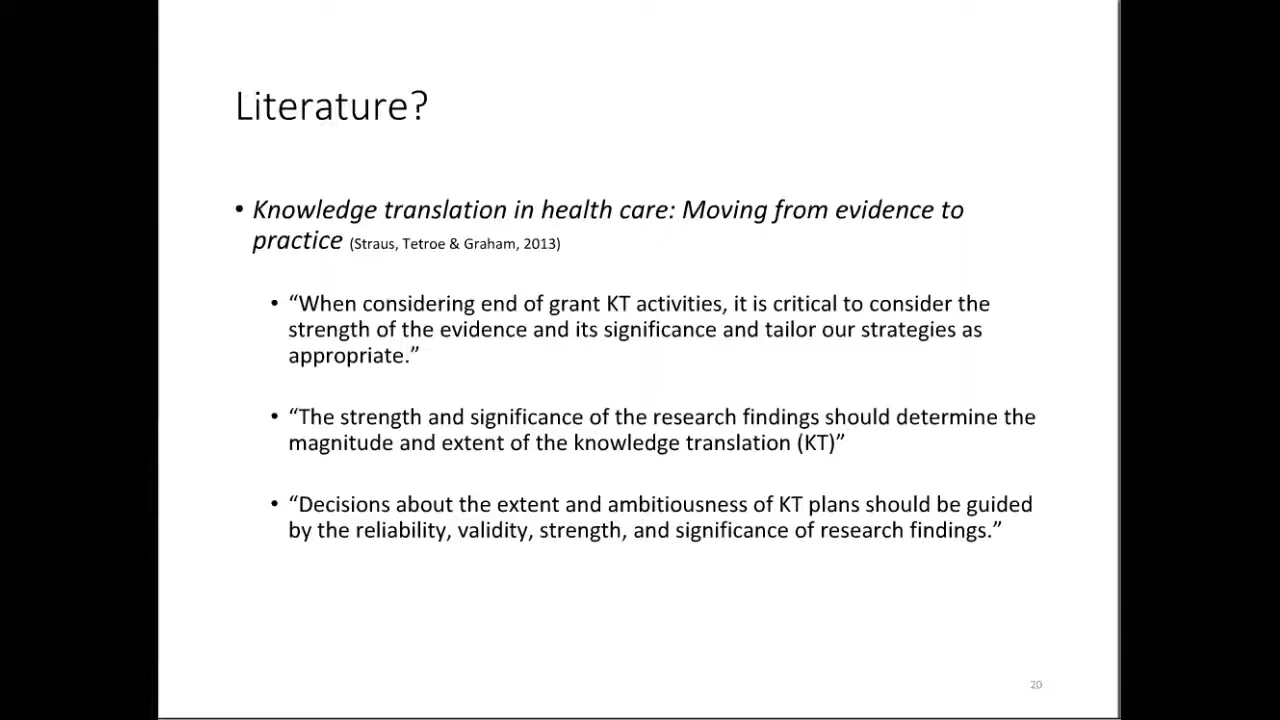 Literature?
• Knowledge translation in health care: Moving from evidence to
practice (Straus, Tetroe & Graham, 2013)
• “When considering end of grant KT activities, it is critical to consider the
strength of the evidence and its significance and tailor our strategies as
appropriate.”
• “The strength and significance of the research findings should determine the
magnitude and extent of the knowledge translation (KT)”
• “Decisions about the extent and ambitiousness of KT plans should be guided
by the reliability, validity, strength, and significance of research findings.”
20